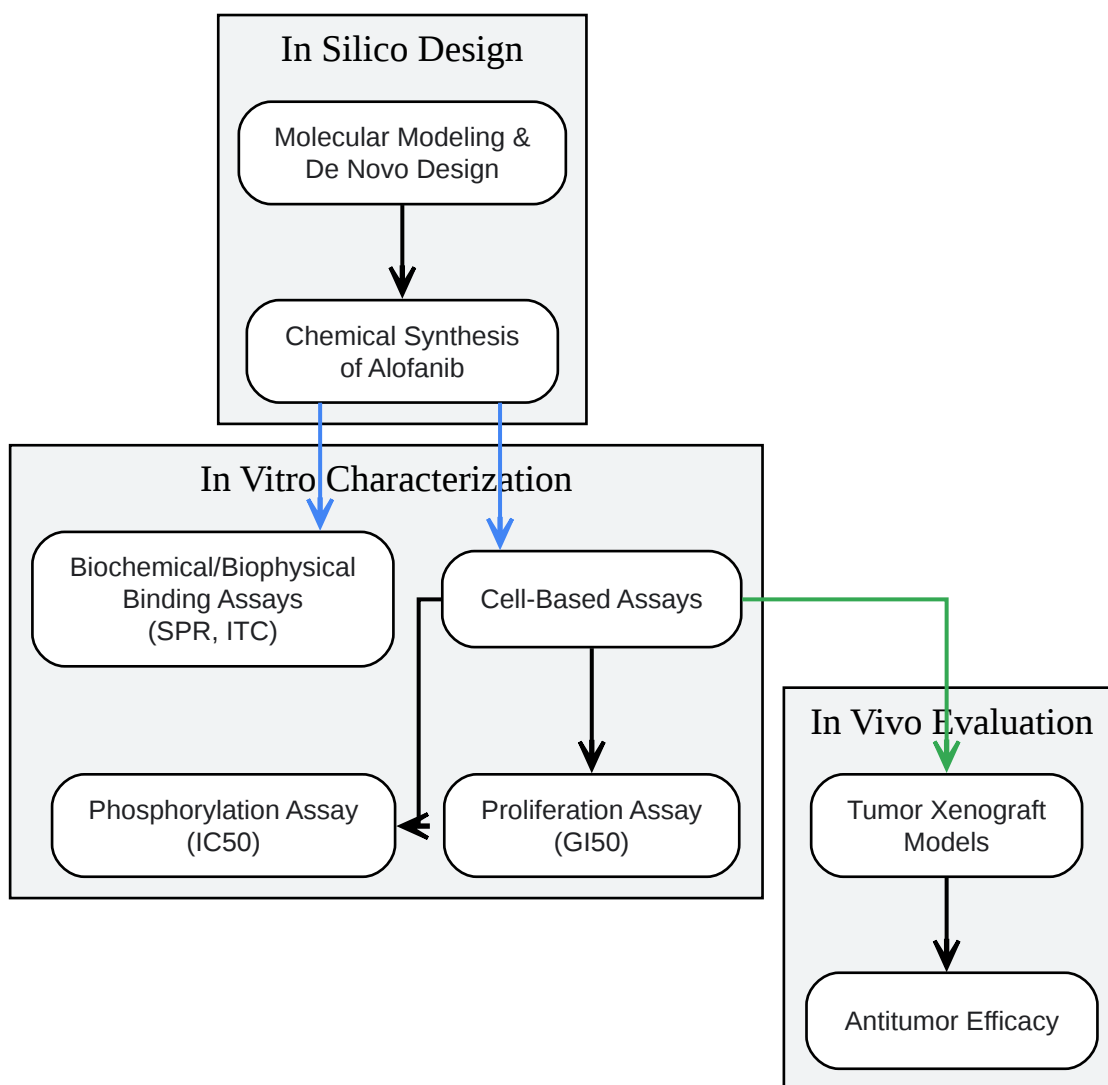 In Silico Design
Molecular Modeling &
De Novo Design
Chemical Synthesis
of Alofanib
In Vitro Characterization
Biochemical/Biophysical
Binding Assays
(SPR, ITC)
Cell-Based Assays
Phosphorylation Assay
(IC50)
Proliferation Assay
(GI50)
In Vivo Evaluation
Tumor Xenograft
Models
Antitumor Efficacy